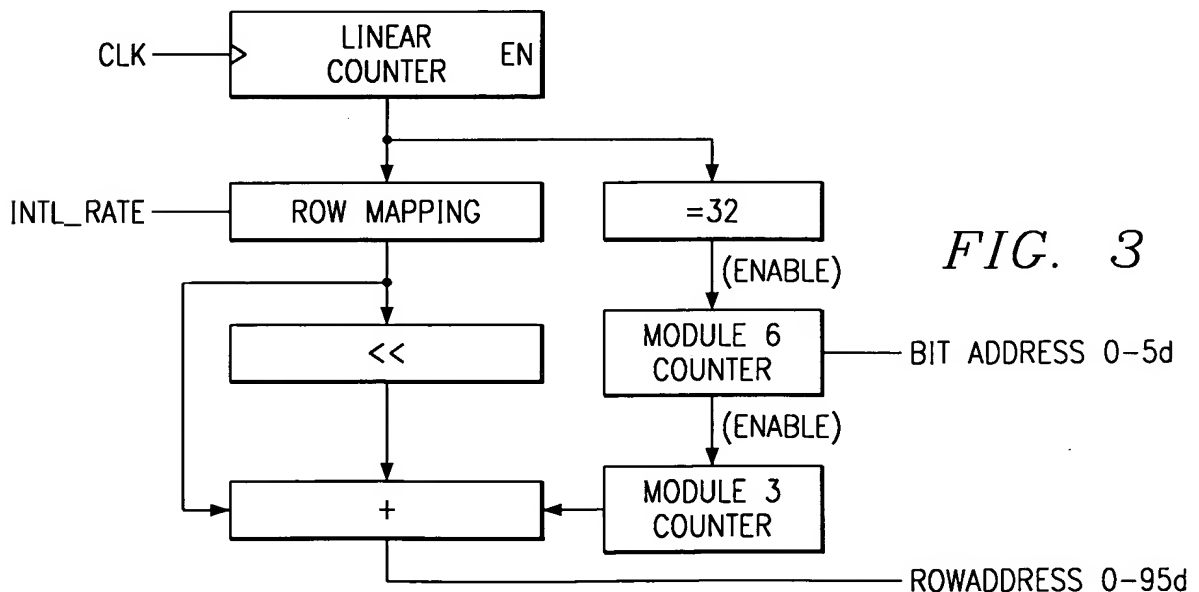 CLK
LINEAR
COUNTER
EN
INTL_RATE
ROW MAPPING
=32
(ENABLE)
FIG. 3
<<
MODULE 6
COUNTER
BIT ADDRESS 0-5d
(ENABLE)
+
MODULE 3
COUNTER
ROWADDRESS 0-95d